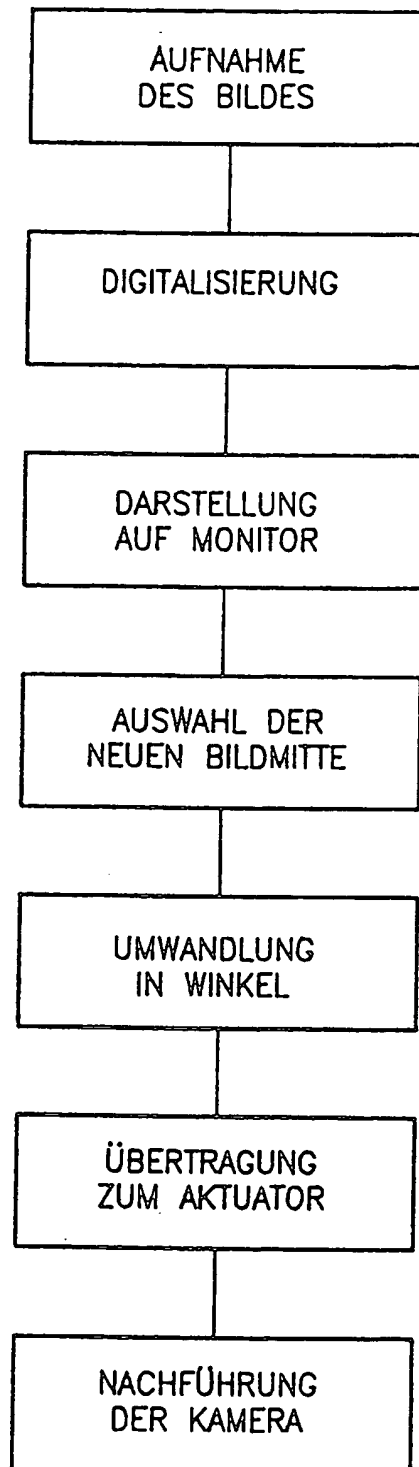 AUFNAHME
DES BILDES
DIGITALISIERUNG
DARSTELLUNG
AUF MONITOR
AUSWAHL DER
NEUEN BILDMITTE
UMWANDLUNG
IN WINKEL
ÜBERTRAGUNG
ZUM AKTUATOR
NACHFÜHRUNG
DER KAMERA